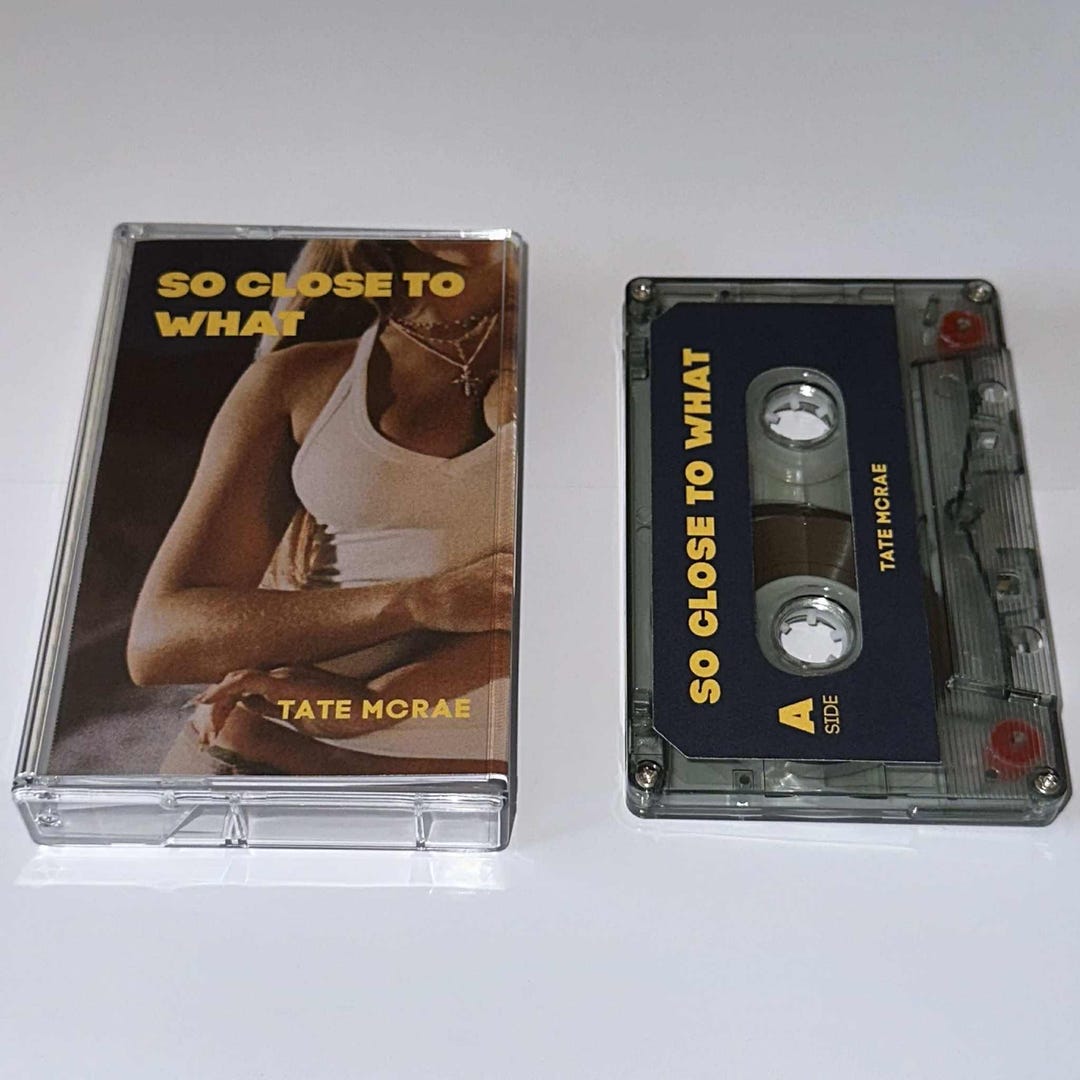 SO CLOSE TO
WHAT
TATE MCRAE
SO CLOSE TO WHAT
TATE MCRAE
A
SIDE